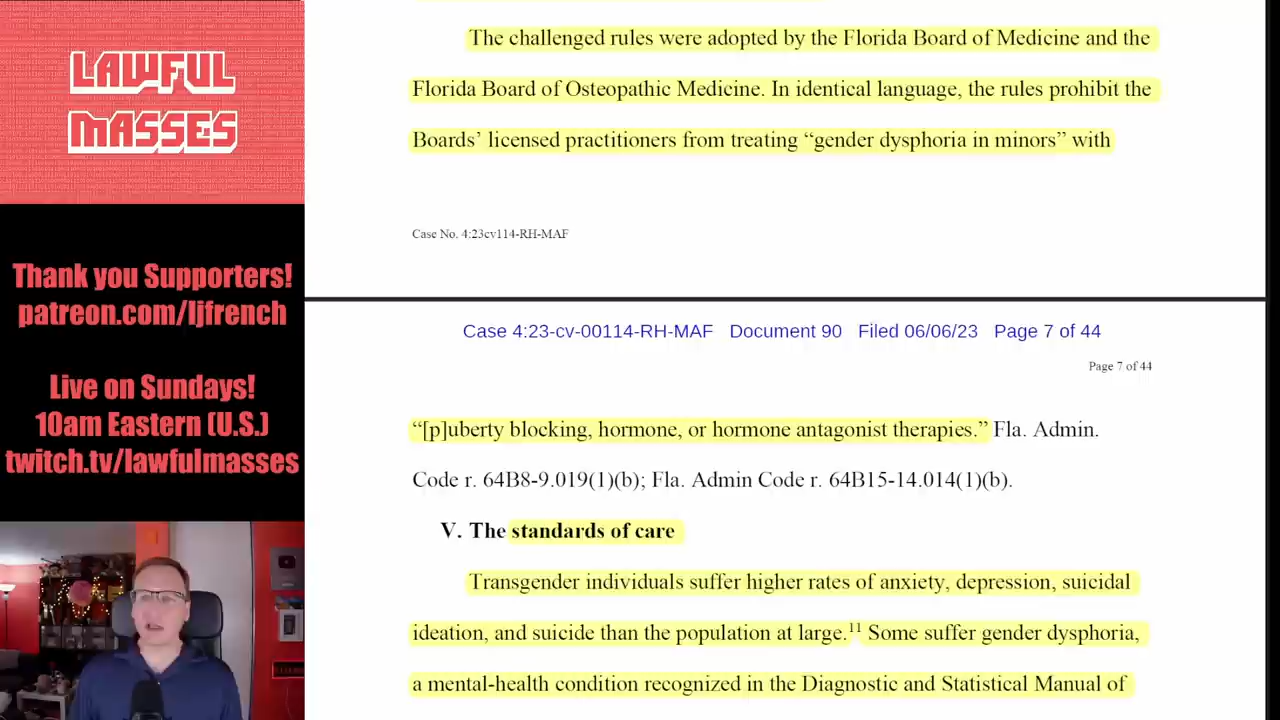 LAWFUL
MASSES
Thank you Supporters!
patreon.com/ljfrench
Live on Sundays!
10am Eastern (U.S.)
twitch.tv/lawfulmasses
The challenged rules were adopted by the Florida Board of Medicine and the
Florida Board of Osteopathic Medicine. In identical language, the rules prohibit the
Boards’ licensed practitioners from treating “gender dysphoria in minors” with
Case No. 4:23cv114-RH-MAF
Case 4:23-cv-00114-RH-MAF Document 90 Filed 06/06/23 Page 7 of 44
Page 7 of 44
“[p]uberty blocking, hormone, or hormone antagonist therapies.” Fla. Admin.
Code r. 64B8-9.019(1)(b); Fla. Admin Code r. 64B15-14.014(1)(b).
V. The standards of care
Transgender individuals suffer higher rates of anxiety, depression, suicidal
ideation, and suicide than the population at large.¹¹ Some suffer gender dysphoria,
a mental-health condition recognized in the Diagnostic and Statistical Manual of